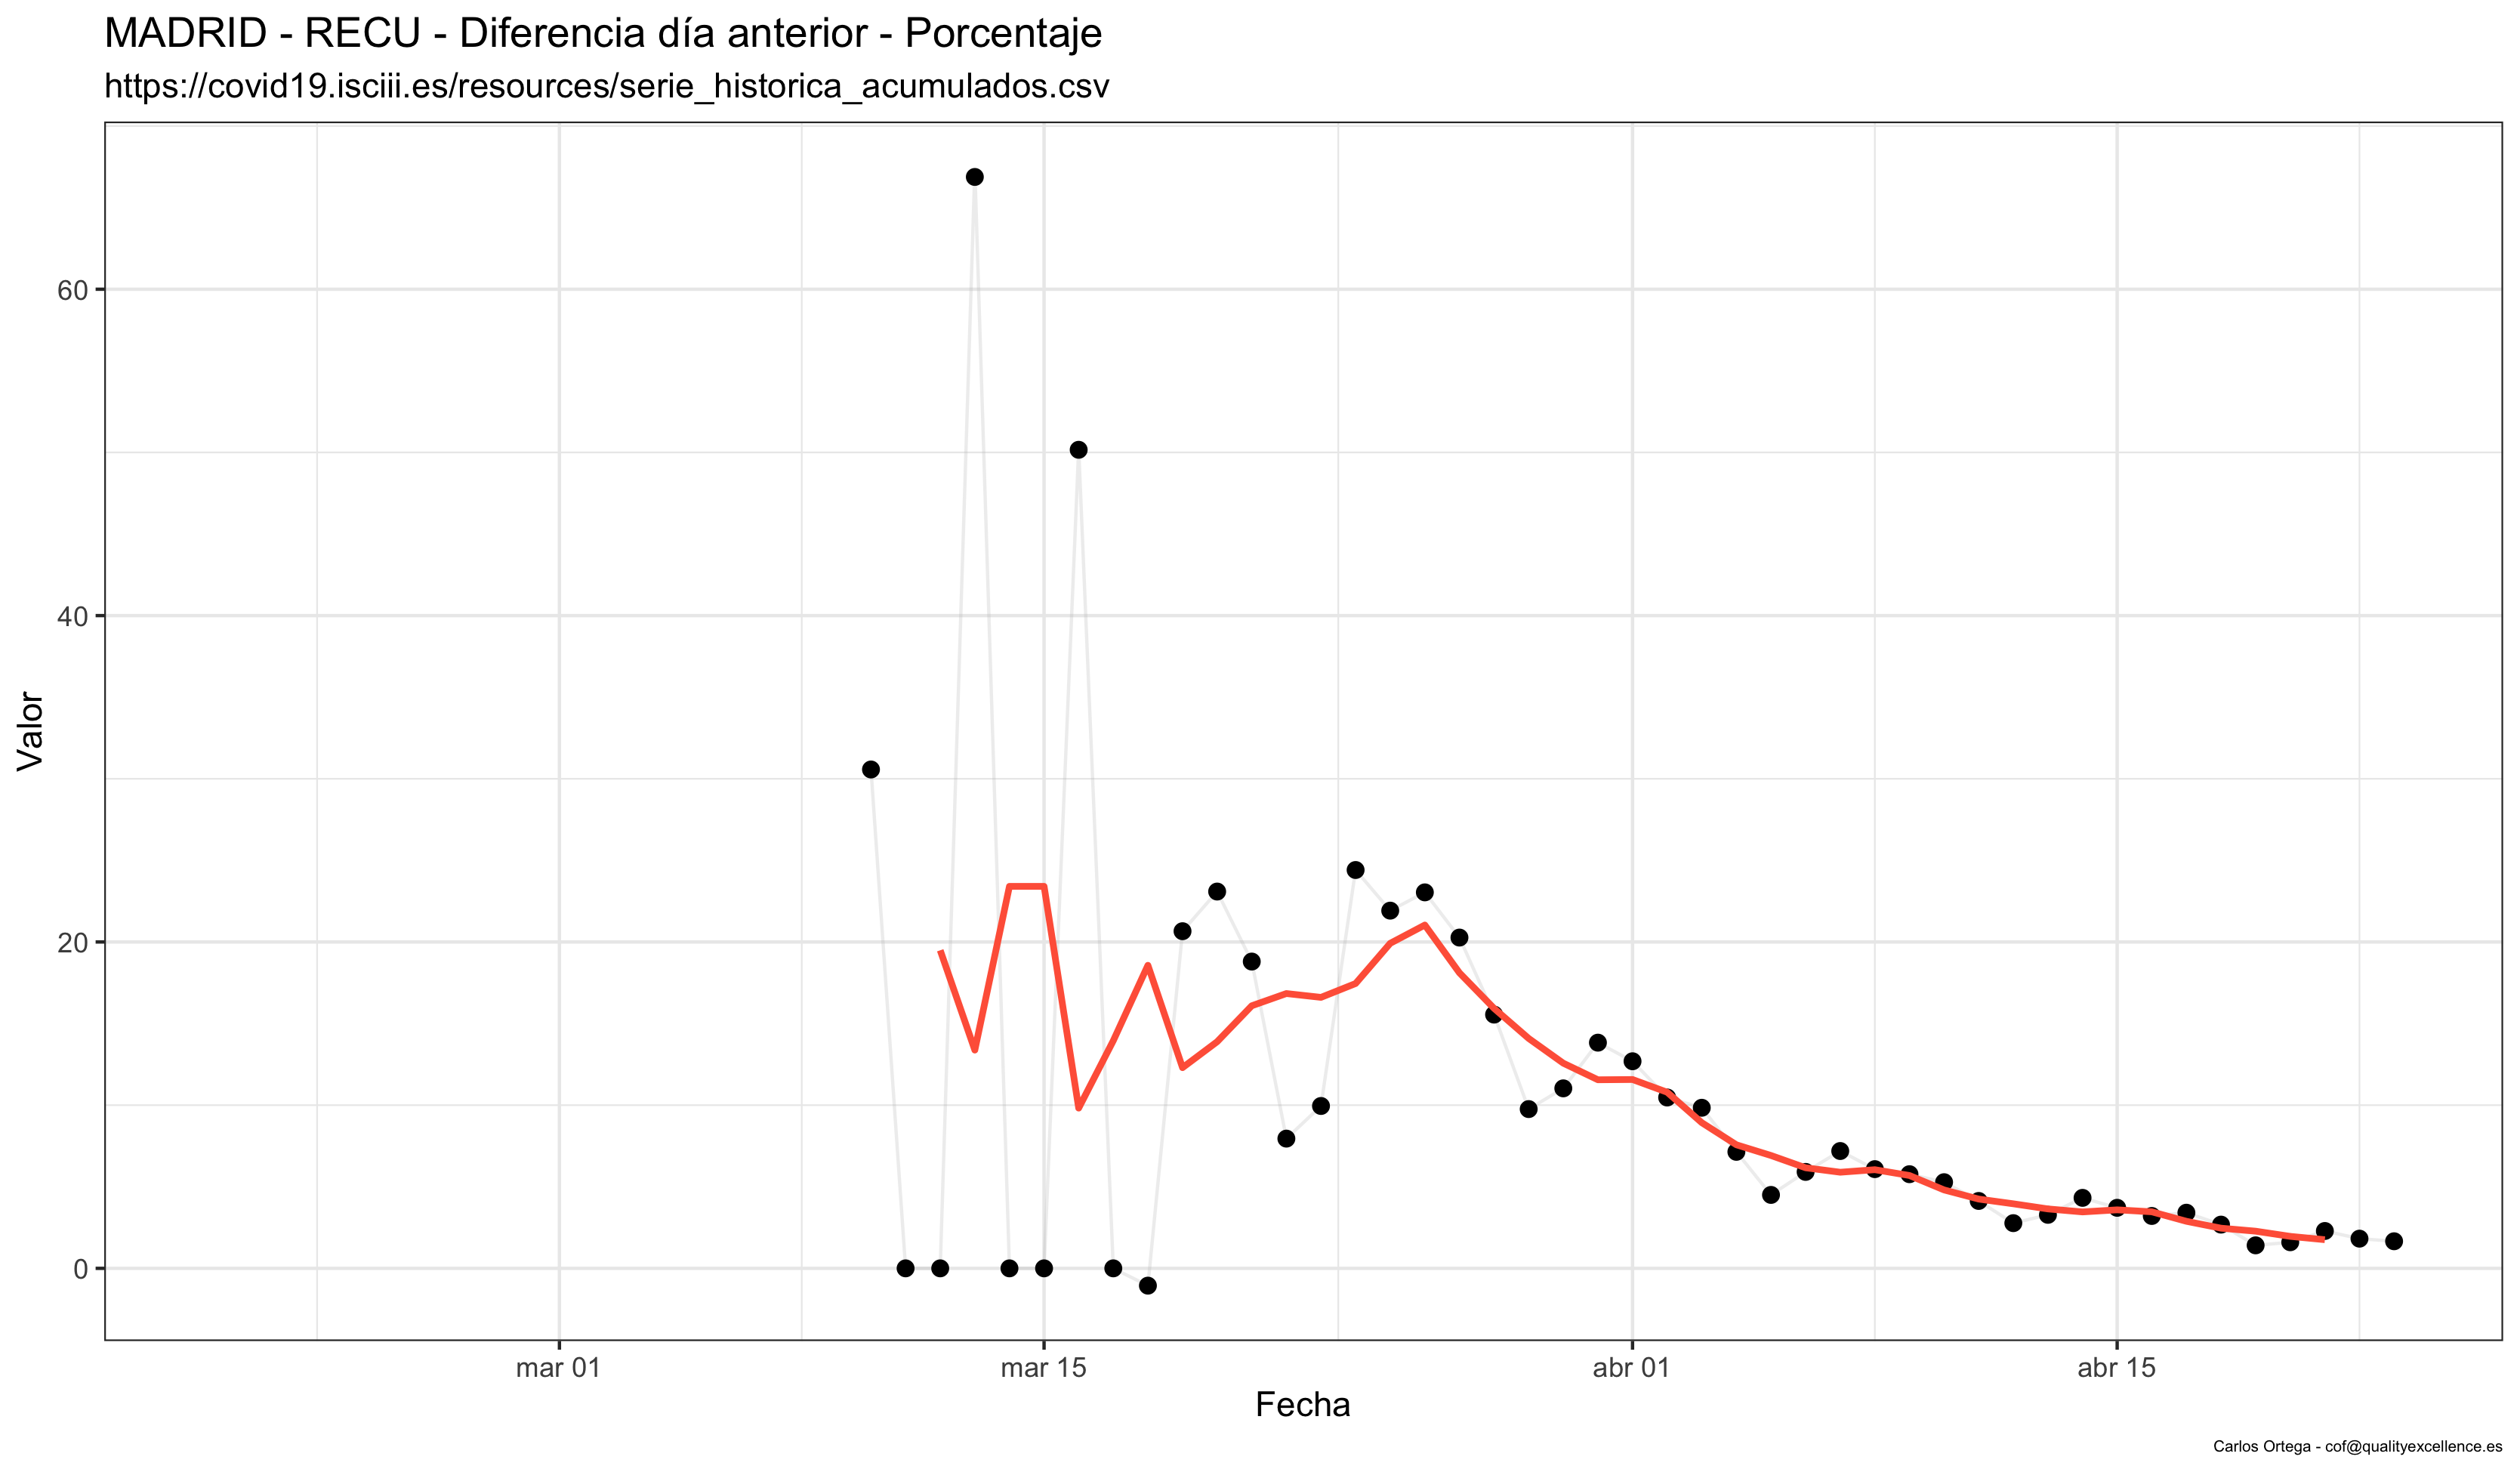 MADRID - RECU - Diferencia día anterior - Porcentaje
https://covid19.isciii.es/resources/serie_historica_acumulados.csv
60
40
20
0
Valor
mar 01
mar 15
abr 01
abr 15
Fecha
Carlos Ortega - cof@qualityexcellence.es